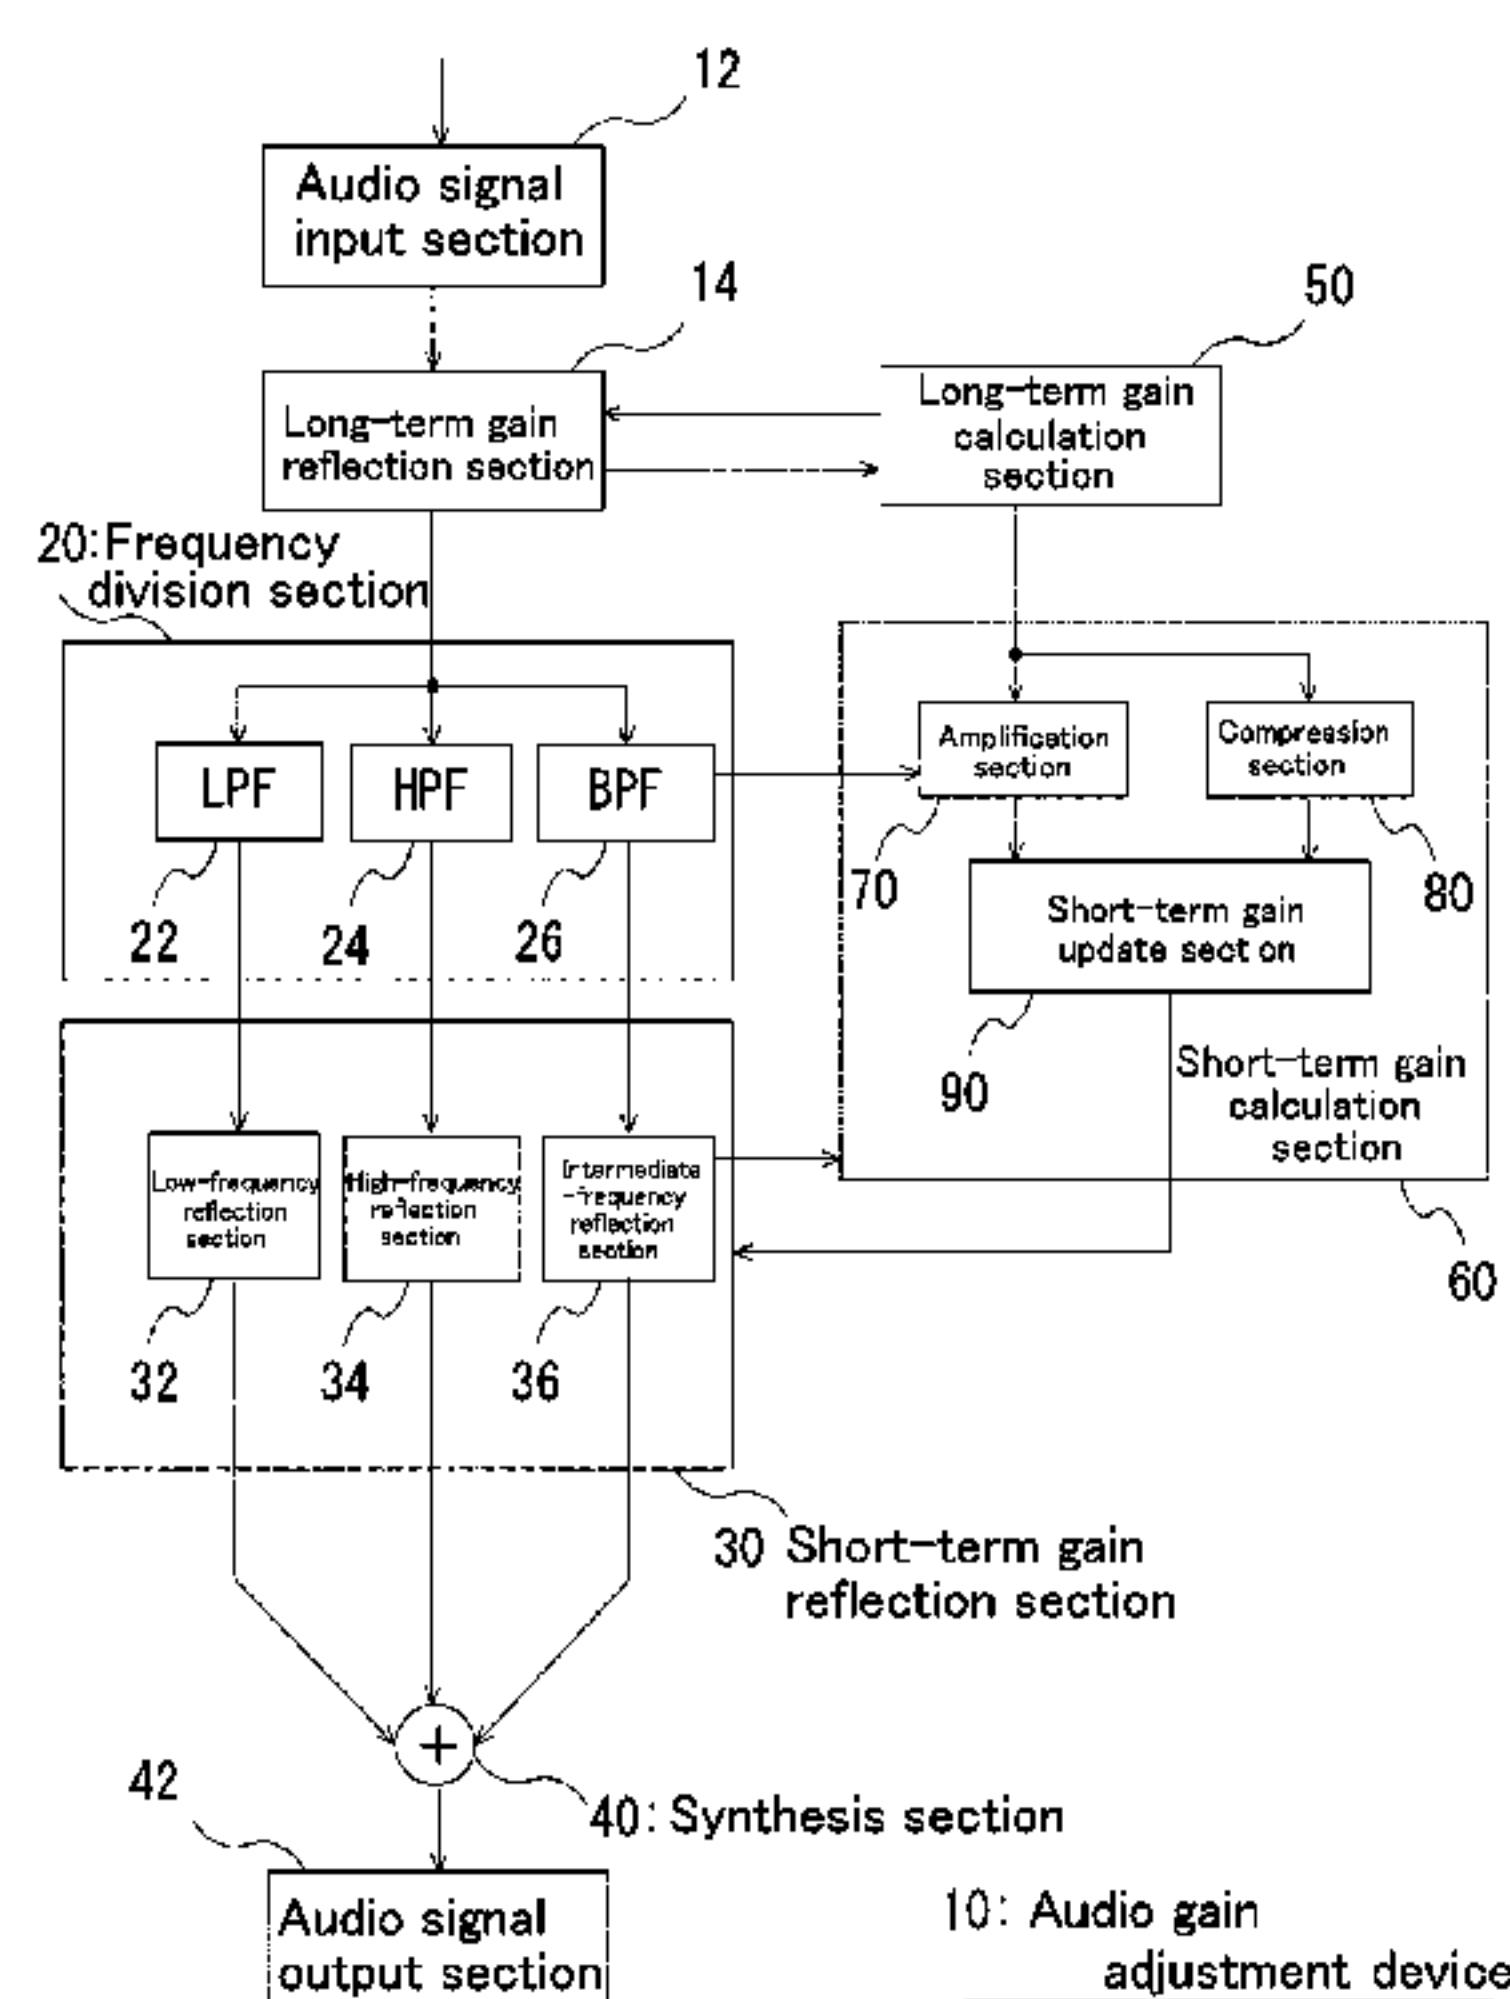 12
Audio signal
input section
14
50
Long-term gain
reflection section
Long-term gain
calculation
section
20:Frequency
division section
LPF
HPF
BPF
Amplification
section
Compression
section
22
24
26
70
80
Short-term gain
update sect on
90
Short-term gain
calculation
section
60
Low-frequency
reflection
section
High-frequency
reflection
section
Intermediate
-frequency
reflection
section
32
34
36
30 Short-term gain
reflection section
+
40: Synthesis section
42
Audio signal
output section
10: Audio gain
adjustment device